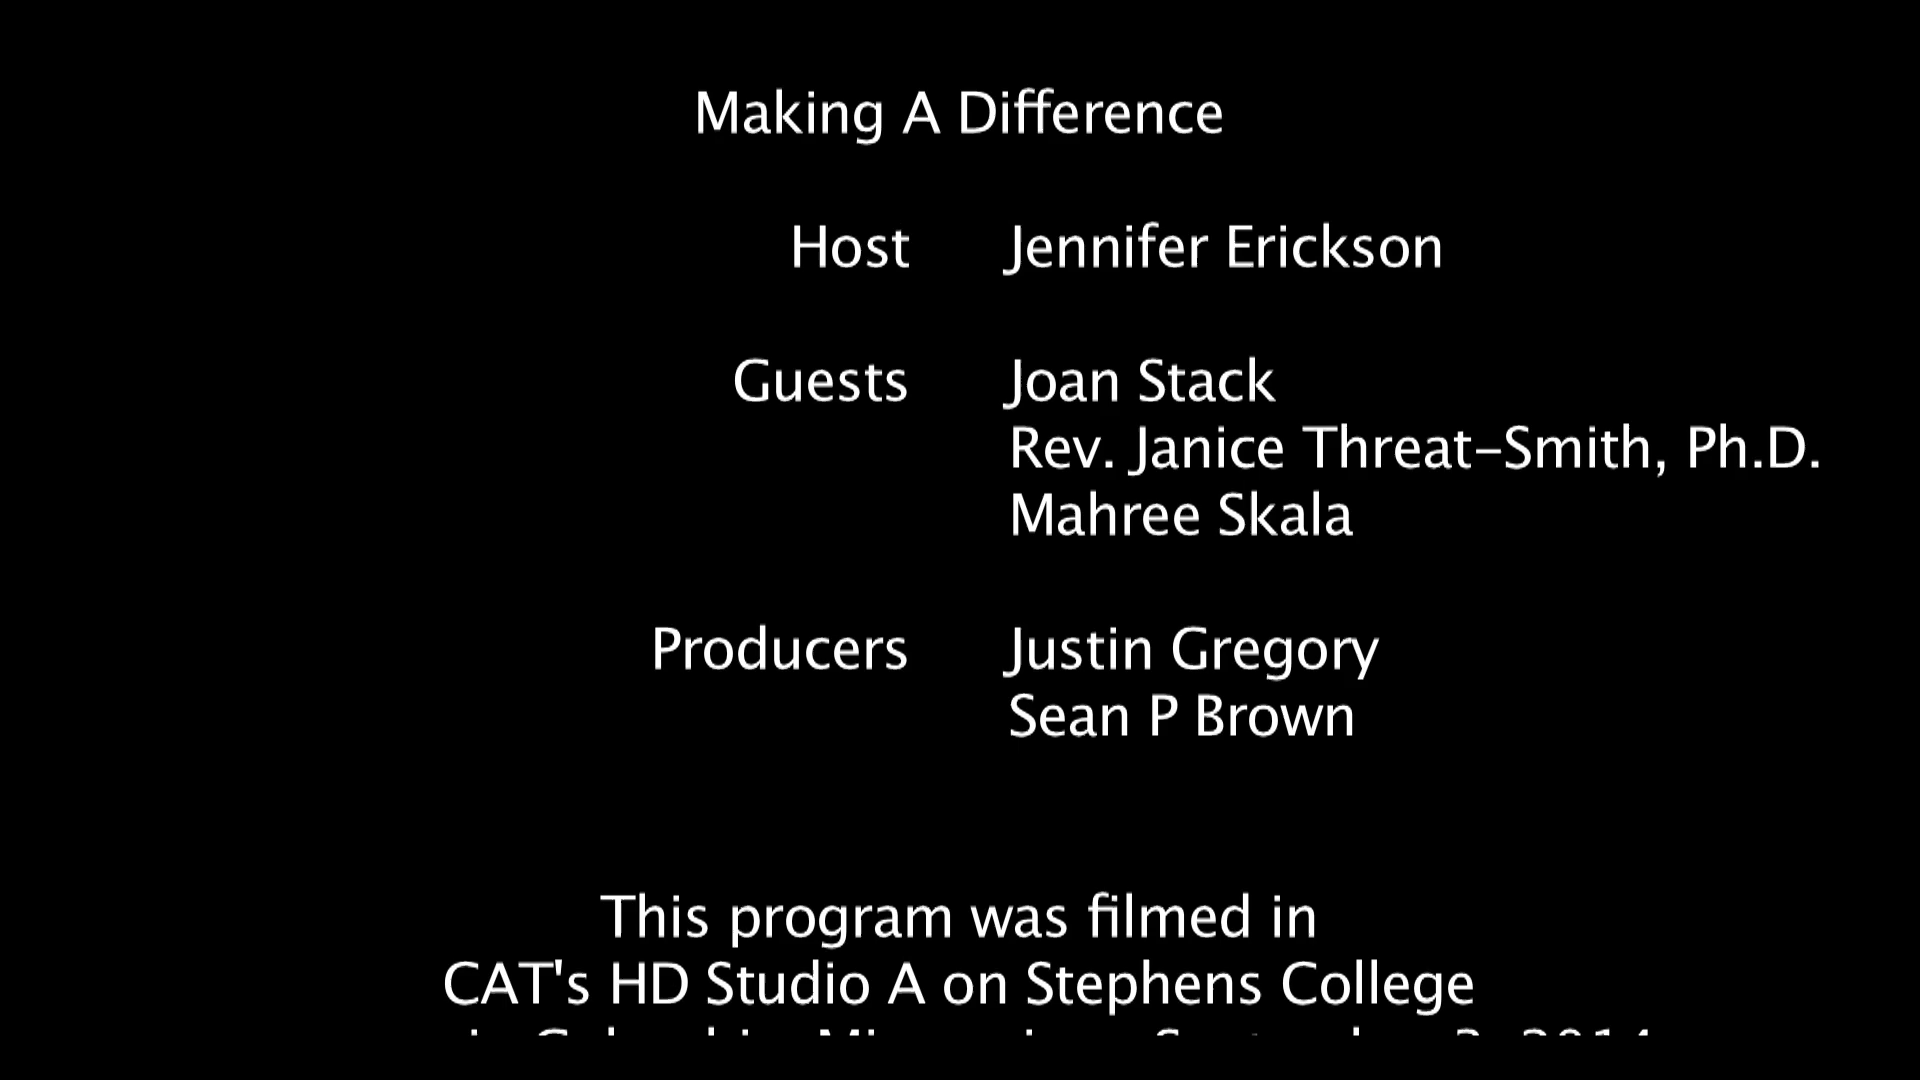 Making A Difference
Host Jennifer Erickson
Guests Joan Stack
Rev. Janice Threat-Smith, Ph.D.
Mahree Skala
Producers Justin Gregory
Sean P Brown
This program was filmed in
CAT's HD Studio A on Stephens College